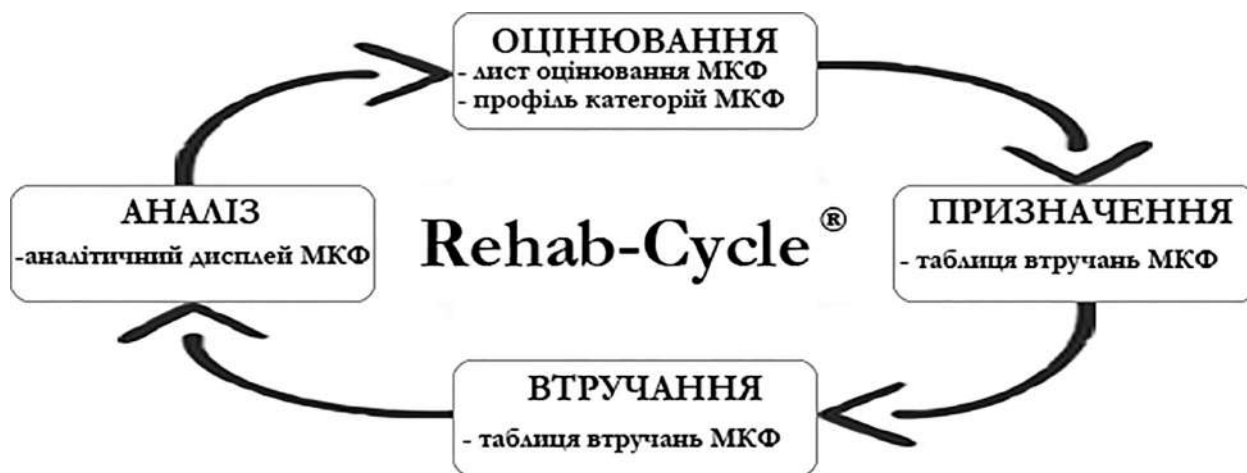 ОЦІНЮВАННЯ
- лист оцінювання МКФ
- профіль категорій МКФ
АНАЛІЗ
-аналітичний дисплей МКФ
Rehab-Cycle ®
ПРИЗНАЧЕННЯ
- таблиця втручань МКФ
ВТРУЧАННЯ
- таблиця втручань МКФ